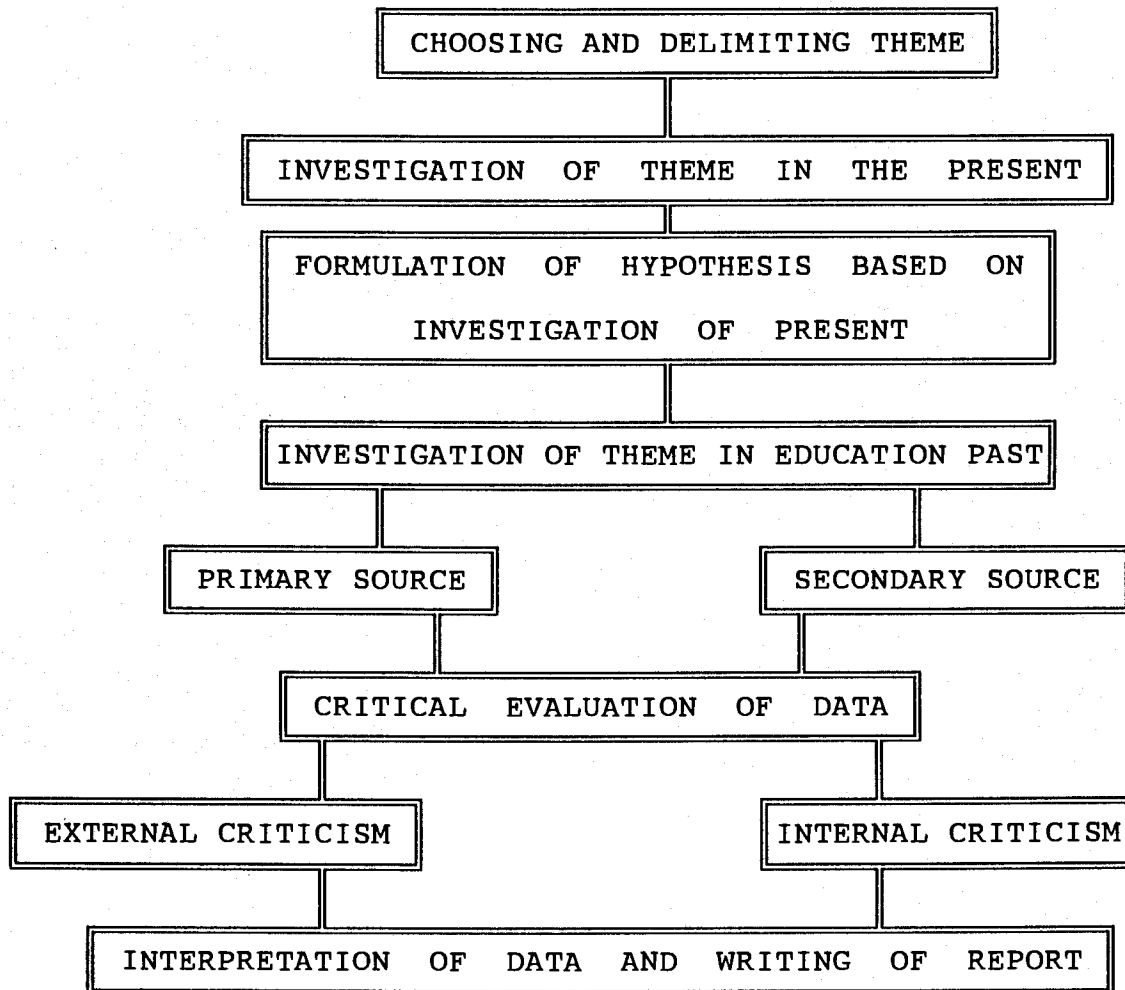 CHOOSING AND DELIMITING THEME
INVESTIGATION OF THEME IN THE PRESENT
FORMULATION OF HYPOTHESIS BASED ON
INVESTIGATION OF PRESENT
INVESTIGATION OF THEME IN EDUCATION PAST
PRIMARY SOURCE
SECONDARY SOURCE
CRITICAL EVALUATION OF DATA
EXTERNAL CRITICISM
INTERNAL CRITICISM
INTERPRETATION OF DATA AND WRITING OF REPORT